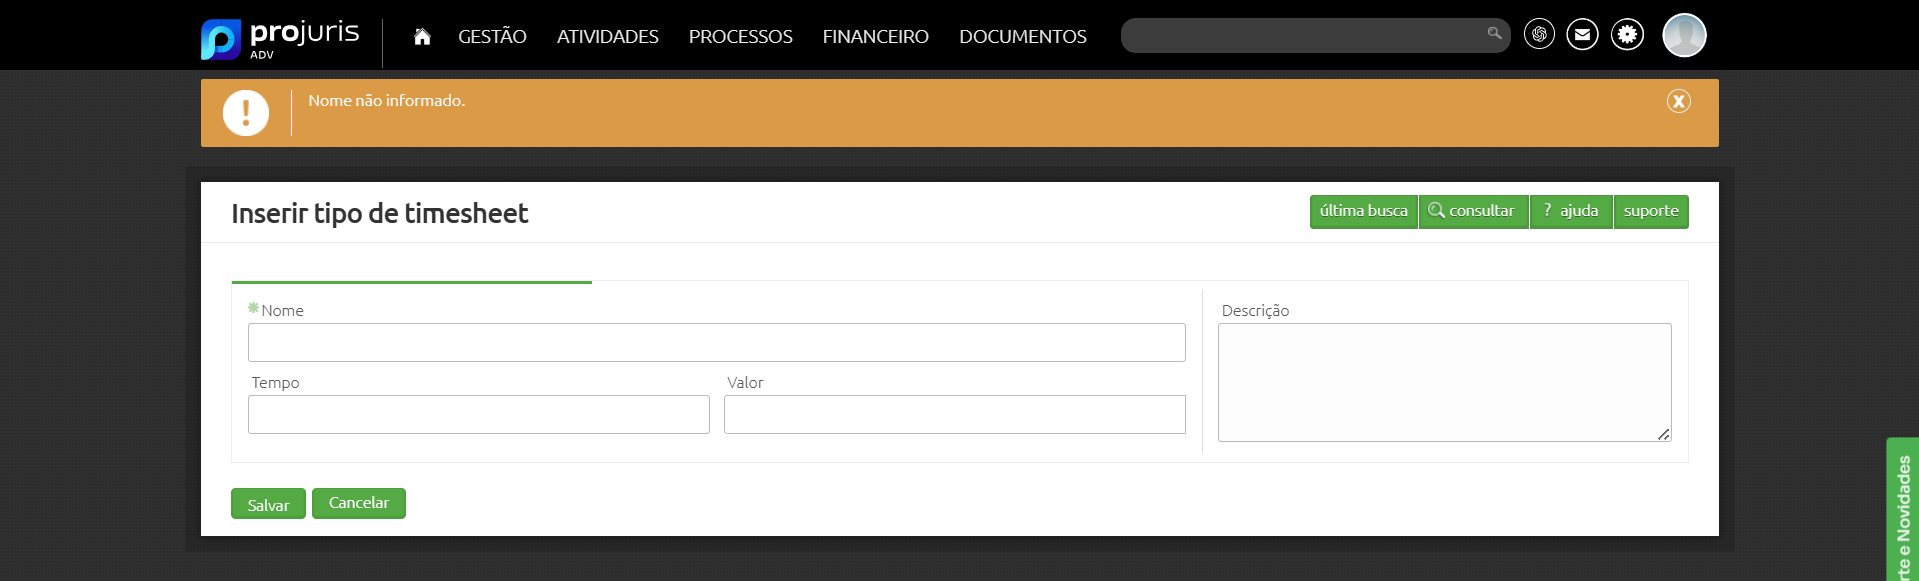 projuris
ADV
GESTÃO ATIVIDADES PROCESSOS FINANCEIRO DOCUMENTOS
Nome não informado.
Inserir tipo de timesheet
última busca consultar ? ajuda suporte
Nome
Descrição
Tempo
Valor
Salvar Cancelar
e Novidades